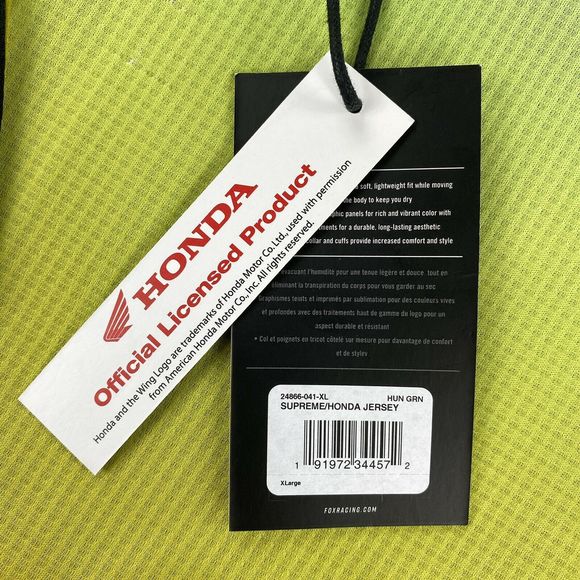 HONDA
Official Licensed Product
Honda and the Wing Logo are trademarks of Honda Motor Co. Ltd., used with permission
from American Honda Motor Co., Inc. All rights reserved.
soft, lightweight fit while moving
the body to keep you dry
panels for rich and vibrant color with
for a durable, long-lasting aesthetic
collar and cuffs provide increased comfort and style
évacuant l'humidité pour une tenue légère et douce, tout en
éliminant la transpiration du corps pour vous garder au sec
Graphismes teints et imprimés par sublimation pour des couleurs vives
et profondes avec des traitements haut de gamme du logo pour un
aspect durable et résistant
• Col et poignets en tricot côtelé sur mesure pour davantage de confort
et de stylev
24866-041-XL HUN GRN
SUPREME/HONDA JERSEY
1 91972 34457 2
XLarge
FOXRACING.COM